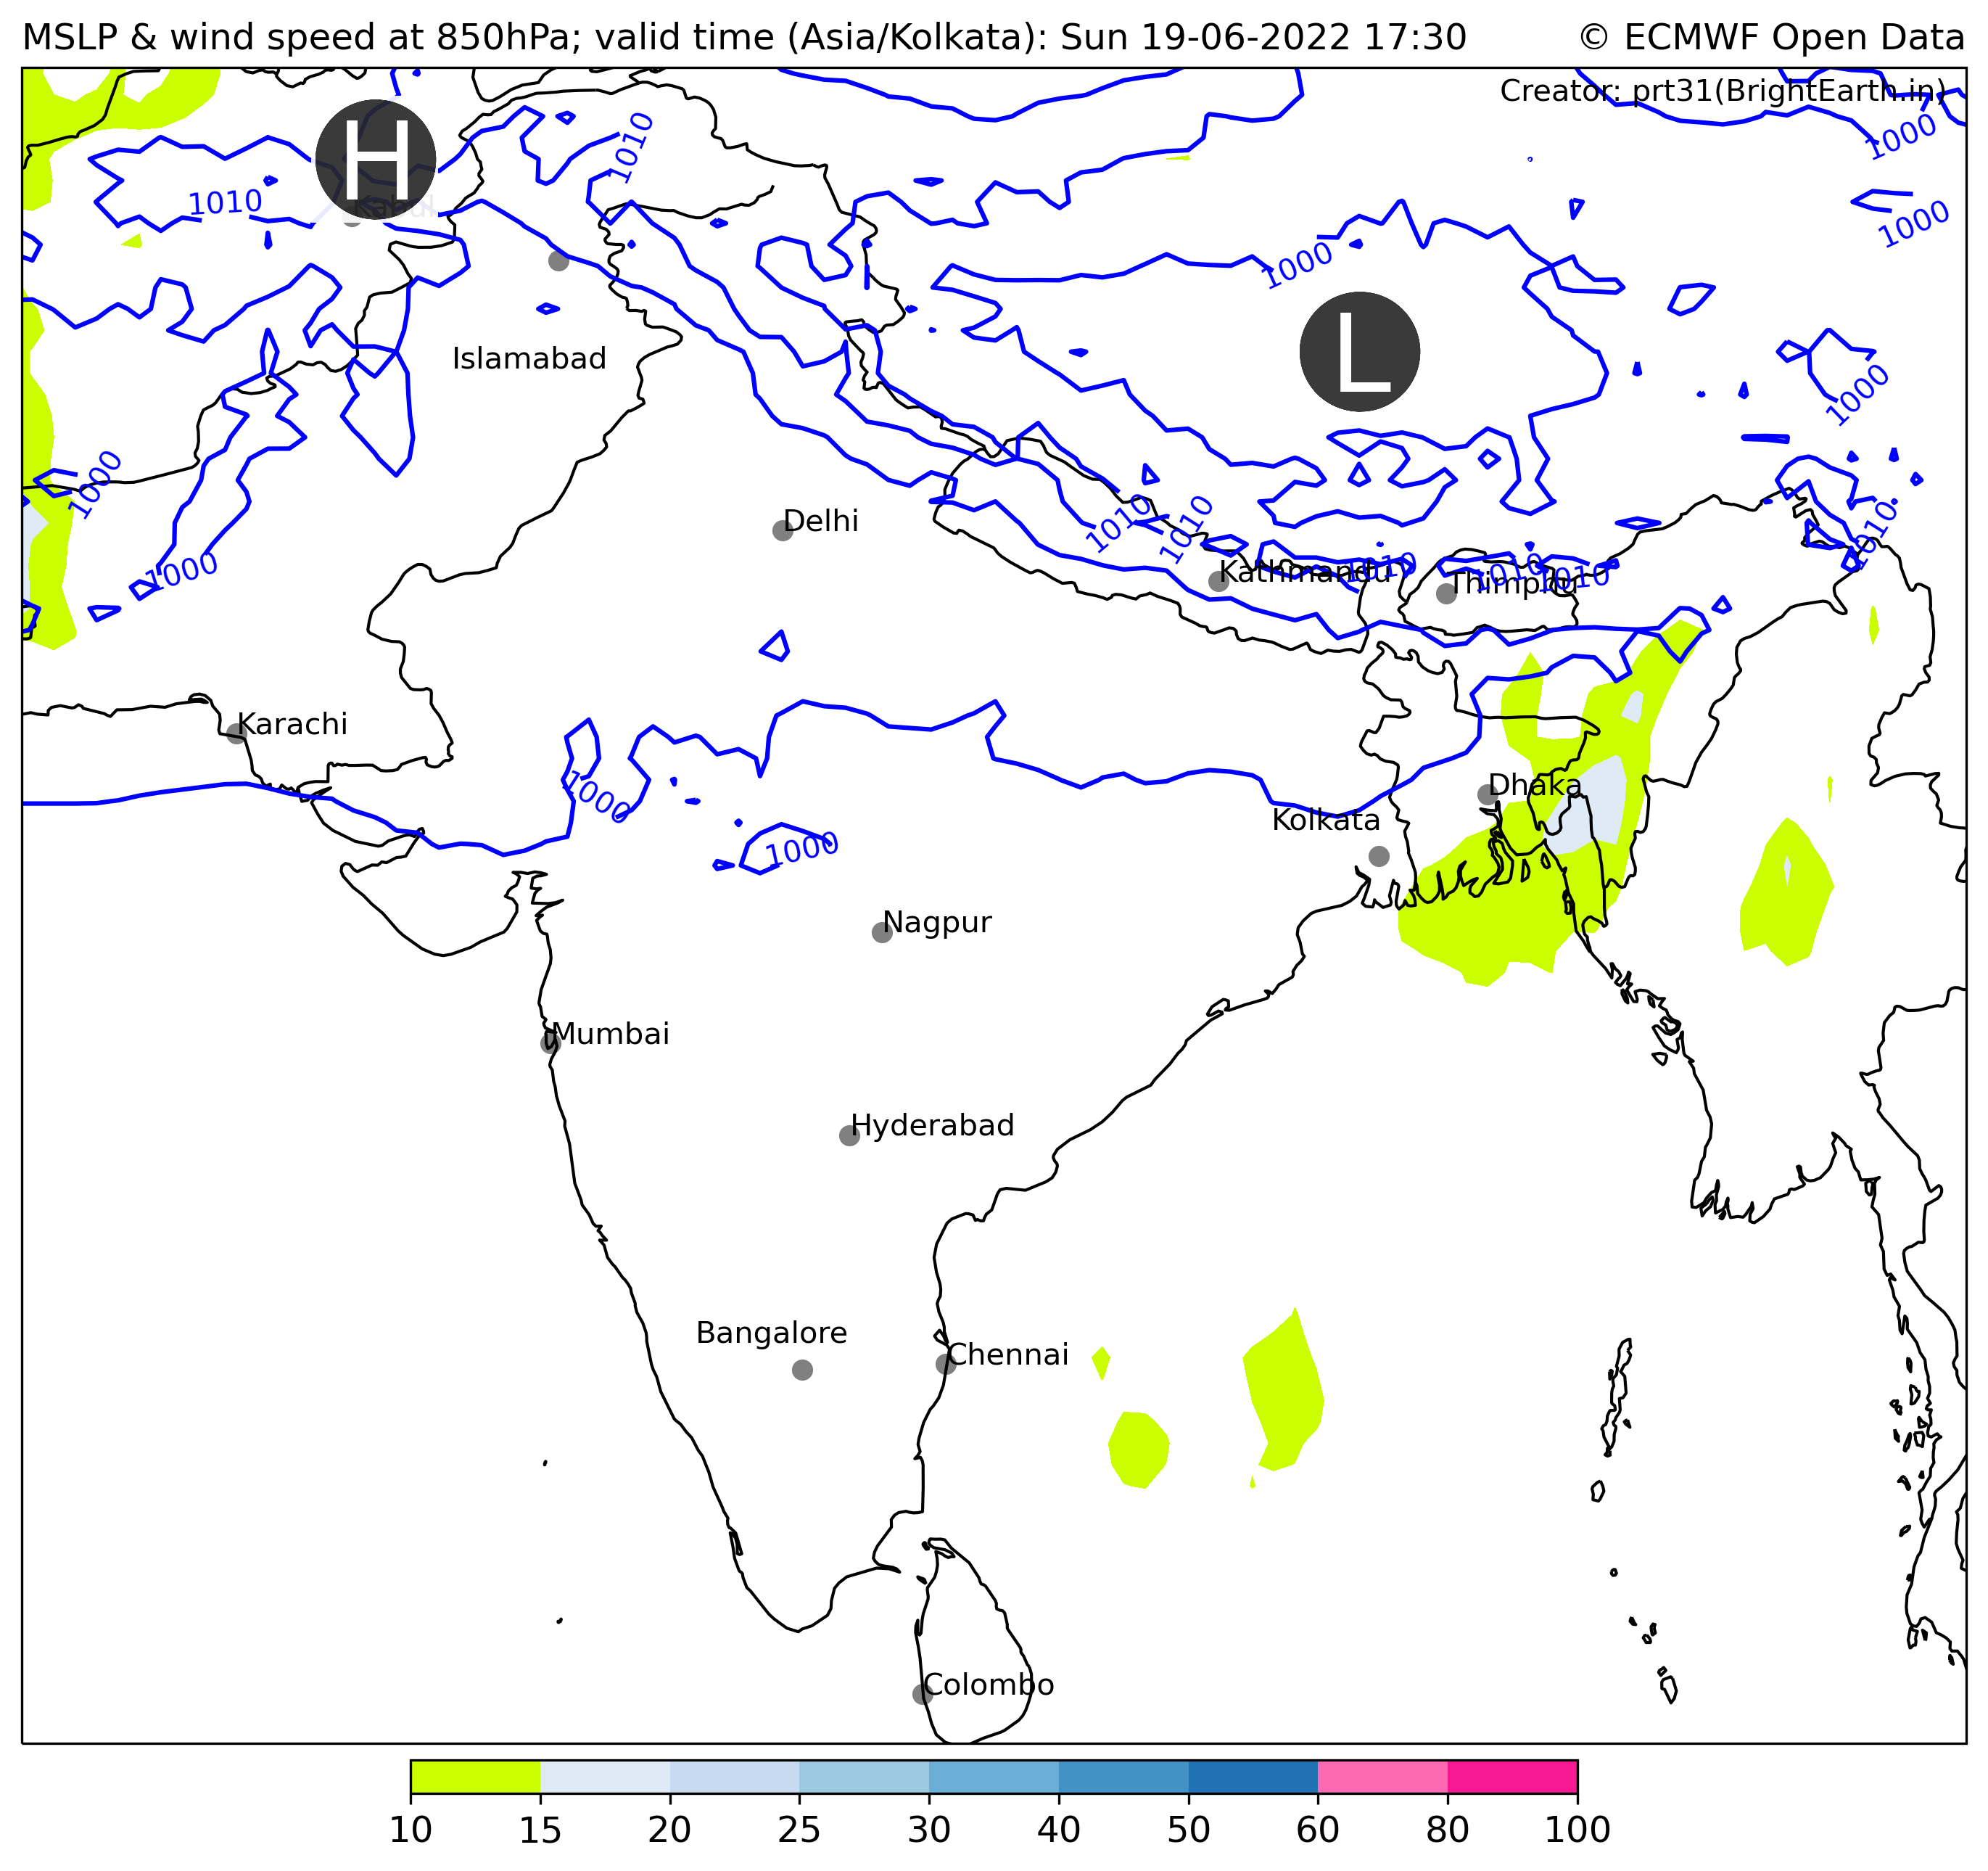 MSLP & wind speed at 850hPa; valid time (Asia/Kolkata): Sun 19-06-2022 17:30
© ECMWF Open Data
Creator: prt31(BrightEarth.in)
1000
1010
H
Kabul
1010
1000
1000
L
Islamabad
1000
1000
Delhi
1010
1010
1010
1000
Kathmandu
1010
Thimphu
1010
1010
Karachi
1000
Dhaka
Kolkata
1000
Nagpur
Mumbai
Hyderabad
Bangalore
Chennai
Colombo
10 15 20 25 30 40 50 60 80 100